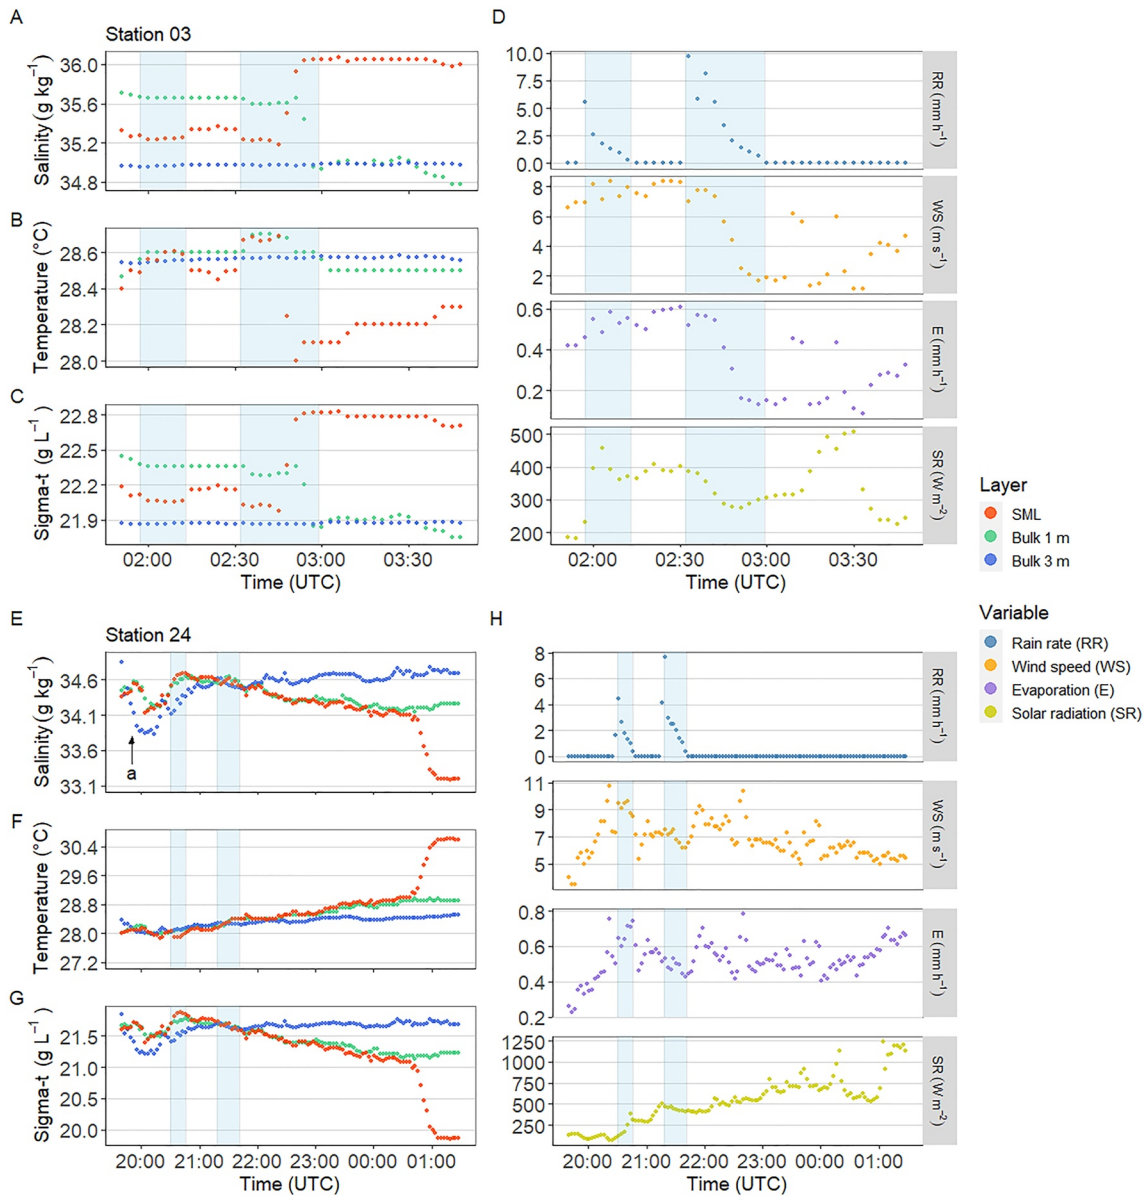 A
Station 03
Salinity (g kg⁻¹)
36.0
35.6
35.2
34.8
B
Temperature (°C)
28.6
28.4
28.2
28.0
C
Sigma-t (g L⁻¹)
22.8
22.5
22.2
21.9
02:00 02:30 03:00 03:30
Time (UTC)
D
10.0
7.5
5.0
2.5
0.0
RR (mm h⁻¹)
8
6
4
2
WS (m s⁻¹)
0.6
0.4
0.2
E (mm h⁻¹)
500
400
300
200
SR (W m⁻²)
02:00 02:30 03:00 03:30
Time (UTC)
Layer
SML
Bulk 1 m
Bulk 3 m
Variable
Rain rate (RR)
Wind speed (WS)
Evaporation (E)
Solar radiation (SR)
E
Station 24
Salinity (g kg⁻¹)
34.6
34.1
33.6
33.1
a
F
Temperature (°C)
30.4
29.6
28.8
28.0
27.2
G
Sigma-t (g L⁻¹)
21.5
21.0
20.5
20.0
20:00 21:00 22:00 23:00 00:00 01:00
Time (UTC)
H
8
6
4
2
0
RR (mm h⁻¹)
11
9
7
5
WS (m s⁻¹)
0.8
0.6
0.4
0.2
E (mm h⁻¹)
1250
1000
750
500
250
SR (W m⁻²)
20:00 21:00 22:00 23:00 00:00 01:00
Time (UTC)